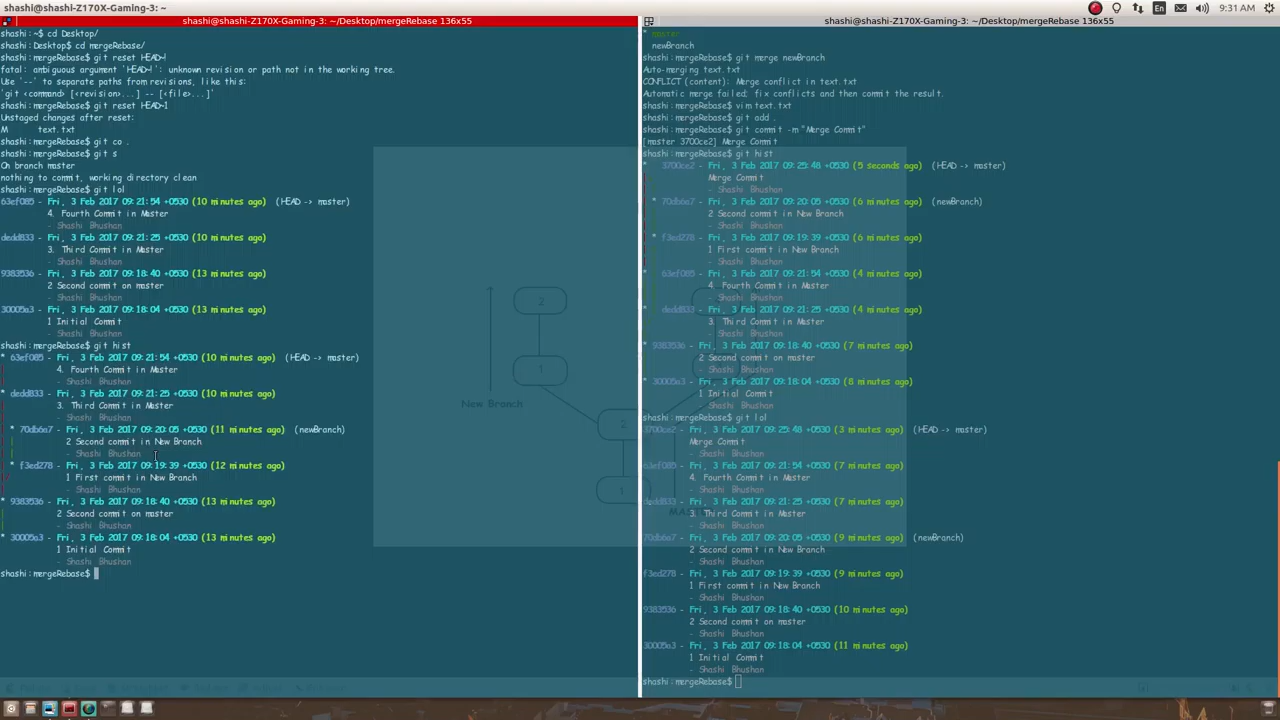 shashi@shashi-Z170X-Gaming-3: ~
En
9:31 AM
shashi@shashi-Z170X-Gaming-3: ~/Desktop/mergeRebase 136x55
shashi:~$ cd Desktop/
shashi:Desktop$ cd mergeRebase/
shashi:mergeRebase$ git reset HEAD~!
fatal: ambiguous argument 'HEAD~!': unknown revision or path not in the working tree.
Use '--' to separate paths from revisions, like this:
'git <command> [<revision>...] -- [<file>...]'
shashi:mergeRebase$ git reset HEAD~1
Unstaged changes after reset:
M text.txt
shashi:mergeRebase$ git co .
shashi:mergeRebase$ git s
On branch master
nothing to commit, working directory clean
shashi:mergeRebase$ git lol
63ef085 - Fri, 3 Feb 2017 09:21:54 +0530 (10 minutes ago) (HEAD -> master)
4. Fourth Commit in Master
- Shashi Bhushan
dedd833 - Fri, 3 Feb 2017 09:21:25 +0530 (10 minutes ago)
3. Third Commit in Master
- Shashi Bhushan
9383536 - Fri, 3 Feb 2017 09:18:40 +0530 (13 minutes ago)
2 Second commit on master
- Shashi Bhushan
30005a3 - Fri, 3 Feb 2017 09:18:04 +0530 (13 minutes ago)
1 Initial Commit
- Shashi Bhushan
shashi:mergeRebase$ git hist
* 63ef085 - Fri, 3 Feb 2017 09:21:54 +0530 (10 minutes ago) (HEAD -> master)
4. Fourth Commit in Master
- Shashi Bhushan
* dedd833 - Fri, 3 Feb 2017 09:21:25 +0530 (10 minutes ago)
3. Third Commit in Master
- Shashi Bhushan
* 70db6a7 - Fri, 3 Feb 2017 09:20:05 +0530 (11 minutes ago) (newBranch)
2 Second commit in New Branch
- Shashi Bhushan
* f3ed278 - Fri, 3 Feb 2017 09:19:39 +0530 (12 minutes ago)
1 First commit in New Branch
- Shashi Bhushan
* 9383536 - Fri, 3 Feb 2017 09:18:40 +0530 (13 minutes ago)
2 Second commit on master
- Shashi Bhushan
* 30005a3 - Fri, 3 Feb 2017 09:18:04 +0530 (13 minutes ago)
1 Initial Commit
- Shashi Bhushan
shashi:mergeRebase$
2
1
New Branch
2
1
shashi@shashi-Z170X-Gaming-3: ~/Desktop/mergeRebase 136x55
* master
newBranch
shashi:mergeRebase$ git merge newBranch
Auto-merging text.txt
CONFLICT (content): Merge conflict in text.txt
Automatic merge failed; fix conflicts and then commit the result.
shashi:mergeRebase$ vim text.txt
shashi:mergeRebase$ git add .
shashi:mergeRebase$ git commit -m "Merge Commit"
[master 3700ce2] Merge Commit
shashi:mergeRebase$ git hist
* 3700ce2 - Fri, 3 Feb 2017 09:25:48 +0530 (5 seconds ago) (HEAD -> master)
Merge Commit
- Shashi Bhushan
* 70db6a7 - Fri, 3 Feb 2017 09:20:05 +0530 (6 minutes ago) (newBranch)
2 Second commit in New Branch
- Shashi Bhushan
* f3ed278 - Fri, 3 Feb 2017 09:19:39 +0530 (6 minutes ago)
1 First commit in New Branch
- Shashi Bhushan
* 63ef085 - Fri, 3 Feb 2017 09:21:54 +0530 (4 minutes ago)
4. Fourth Commit in Master
- Shashi Bhushan
* dedd833 - Fri, 3 Feb 2017 09:21:25 +0530 (4 minutes ago)
3. Third Commit in Master
- Shashi Bhushan
* 9383536 - Fri, 3 Feb 2017 09:18:40 +0530 (7 minutes ago)
2 Second commit on master
- Shashi Bhushan
* 30005a3 - Fri, 3 Feb 2017 09:18:04 +0530 (8 minutes ago)
1 Initial Commit
- Shashi Bhushan
shashi:mergeRebase$ git lol
3700ce2 - Fri, 3 Feb 2017 09:25:48 +0530 (3 minutes ago) (HEAD -> master)
Merge Commit
- Shashi Bhushan
63ef085 - Fri, 3 Feb 2017 09:21:54 +0530 (7 minutes ago)
4. Fourth Commit in Master
- Shashi Bhushan
dedd833 - Fri, 3 Feb 2017 09:21:25 +0530 (7 minutes ago)
3. Third Commit in Master
- Shashi Bhushan
70db6a7 - Fri, 3 Feb 2017 09:20:05 +0530 (9 minutes ago) (newBranch)
2 Second commit in New Branch
- Shashi Bhushan
f3ed278 - Fri, 3 Feb 2017 09:19:39 +0530 (9 minutes ago)
1 First commit in New Branch
- Shashi Bhushan
9383536 - Fri, 3 Feb 2017 09:18:40 +0530 (10 minutes ago)
2 Second commit on master
- Shashi Bhushan
30005a3 - Fri, 3 Feb 2017 09:18:04 +0530 (11 minutes ago)
1 Initial Commit
- Shashi Bhushan
shashi:mergeRebase$